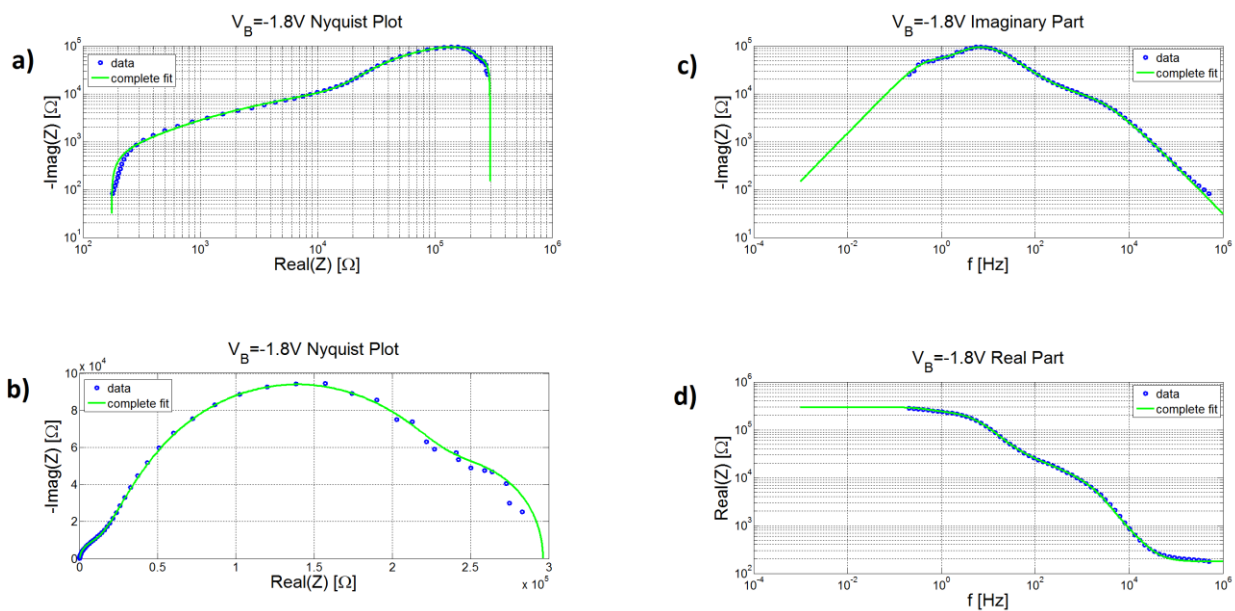 a)
V_B=-1.8V Nyquist Plot
-Imag(Z) [Ω]
10^5
10^4
10^3
10^2
10^1
data
complete fit
10^2 10^3 10^4 10^5 10^6
Real(Z) [Ω]
c)
V_B=-1.8V Imaginary Part
-Imag(Z) [Ω]
10^5
10^4
10^3
10^2
10^1
data
complete fit
10^-4 10^-2 10^0 10^2 10^4 10^6
f [Hz]
b)
V_B=-1.8V Nyquist Plot
x 10^4
-Imag(Z) [Ω]
10
8
6
4
2
0
data
complete fit
0 0.5 1 1.5 2 2.5 3
x 10^5
Real(Z) [Ω]
d)
V_B=-1.8V Real Part
Real(Z) [Ω]
10^6
10^5
10^4
10^3
10^2
data
complete fit
10^-4 10^-2 10^0 10^2 10^4 10^6
f [Hz]